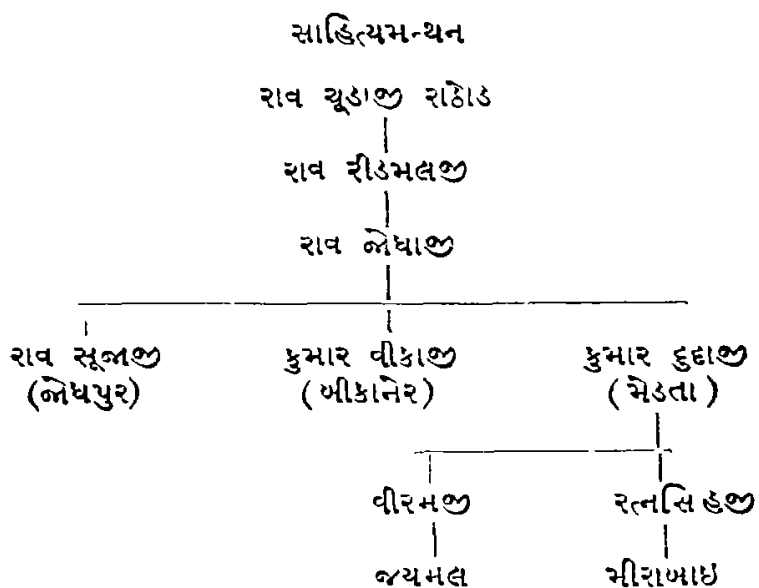 સાહિત્યમન્થન
રાવ ચૂડાજી રાઠોડ
રાવ રીડમલજી
રાવ જોધાજી
રાવ સૂજાજી કુમાર વીકાજી કુમાર દુદાજી
(જોધપુર) (બીકાનેર) (મેડતા)
વીરમજી રત્નસિહજી
જયમલ મીરાબાઇ